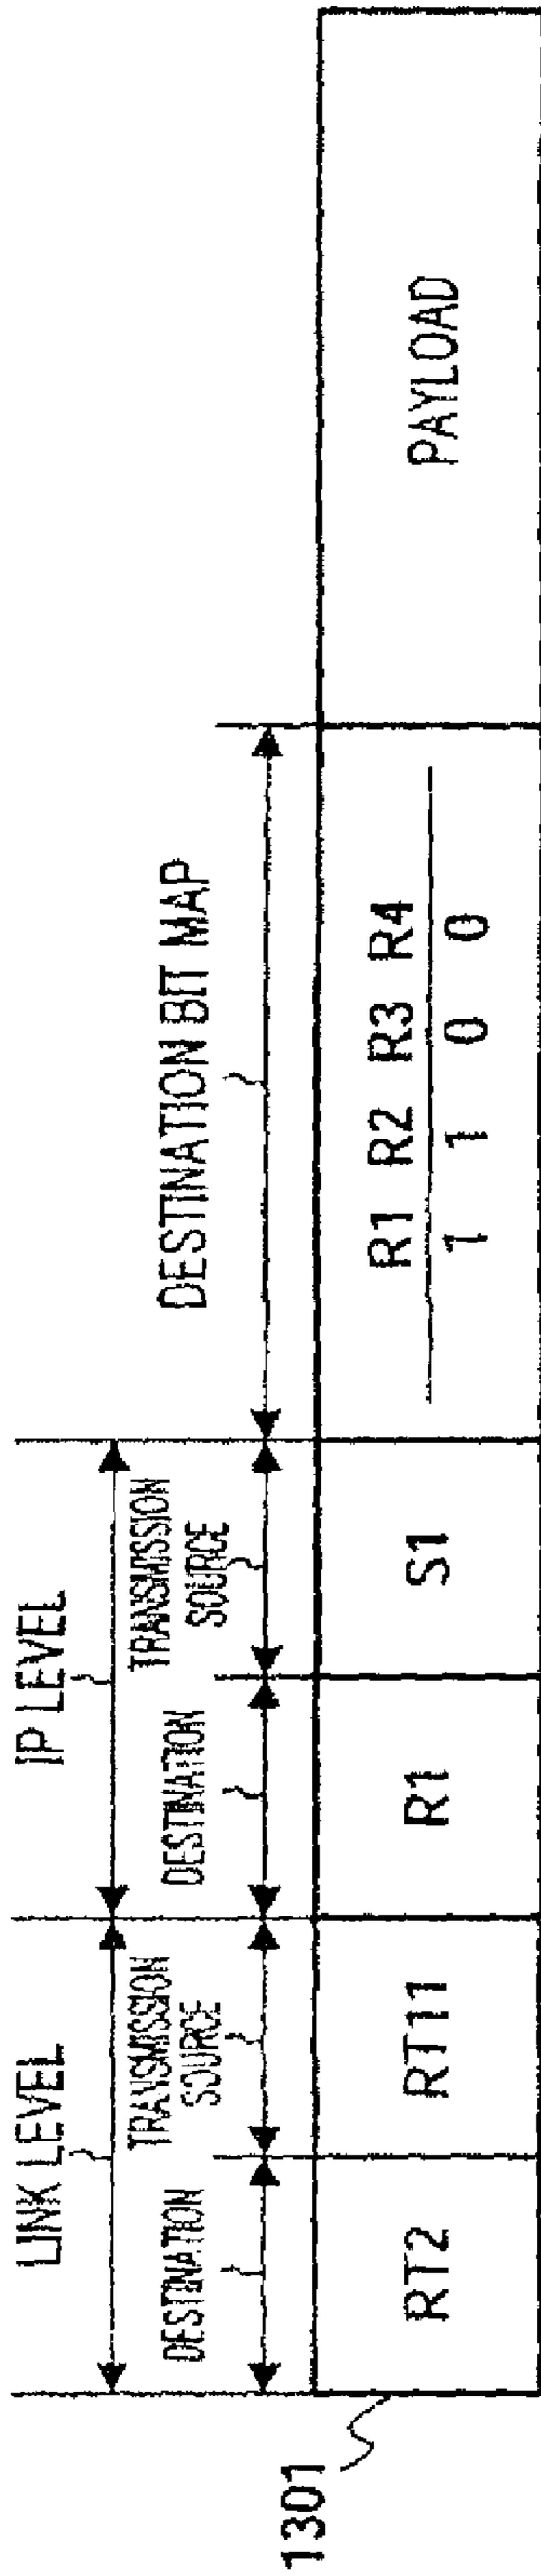 LINK LEVEL
IP LEVEL
DESTINATION
TRANSMISSION
SOURCE
DESTINATION
TRANSMISSION
SOURCE
DESTINATION BIT MAP
RT2
RT11
R1
S1
R1 R2 R3 R4
1 1 0 0
PAYLOAD
1301